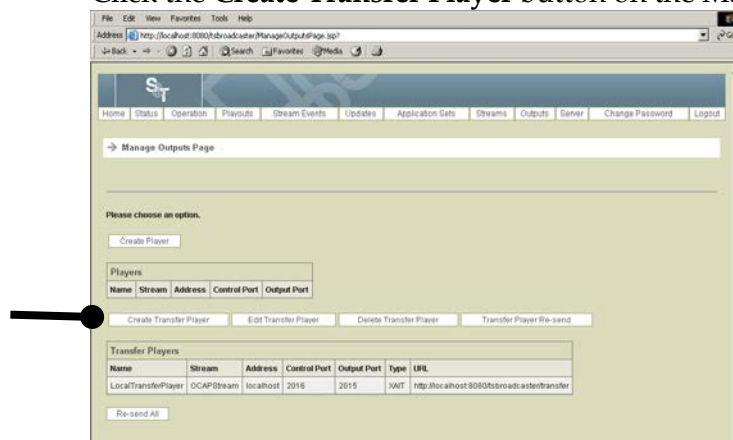 Click the Create Transfer Player button on the Ma
File Edit View Favorites Tools Help
Address http://localhost:8080/tsbroadcaster/ManageOutputsPage.jsp?
Back Search Favorites Media
ST
Home Status Operation Playouts Stream Events Updates Application Sets Streams Outputs Server Change Password Logout
Manage Outputs Page
Please choose an option.
Create Player
Players
Name Stream Address Control Port Output Port
Create Transfer Player Edit Transfer Player Delete Transfer Player Transfer Player Re-send
Transfer Players
Name Stream Address Control Port Output Port Type URL
LocalTransferPlayer OCAPStream localhost 2016 2015 XAIT http://localhost:8080/tsbroadcaster/transfer
Re-send All